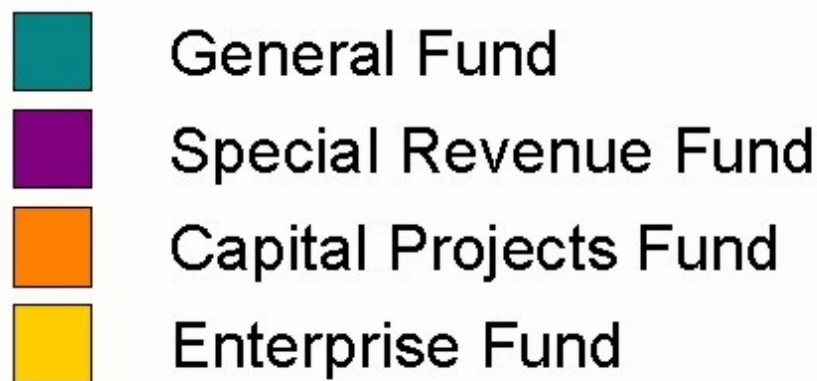 General Fund
Special Revenue Fund
Capital Projects Fund
Enterprise Fund